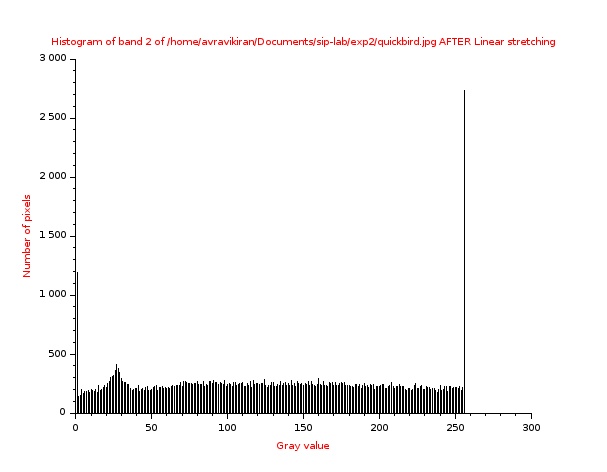 Histogram of band 2 of /home/avravikiran/Documents/sip-lab/exp2/quickbird.jpg AFTER Linear stretching
3 000
2 500
2 000
1 500
1 000
500
0
0 50 100 150 200 250 300
Number of pixels
Gray value